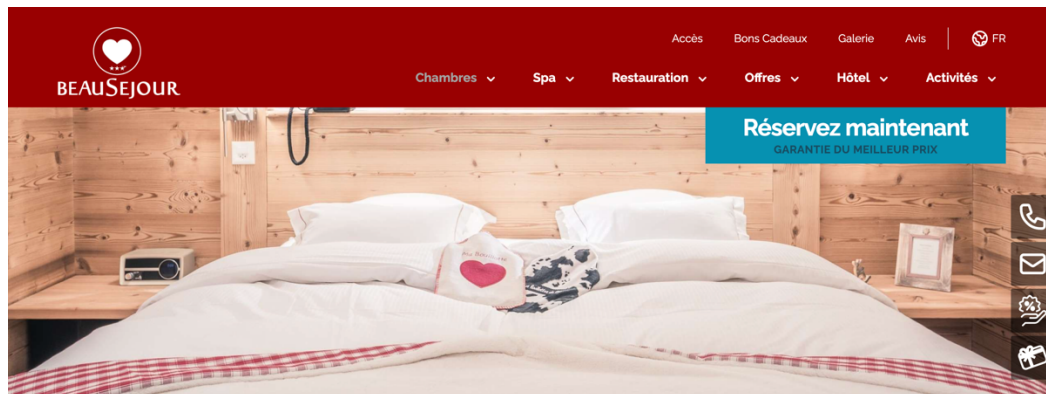 Accès Bons Cadeaux Galerie Avis FR
BEAUSEJOUR
Chambres Spa Restauration Offres Hôtel Activités
Réservez maintenant
GARANTIE DU MEILLEUR PRIX